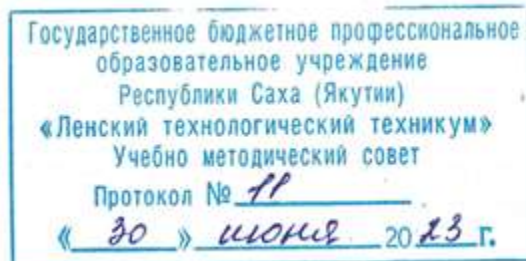 Государственное бюджетное профессиональное
образовательное учреждение
Республики Саха (Якутии)
«Ленский технологический техникум»
Учебно методический совет
Протокол № 11
« 30 » июня 20 23 г.